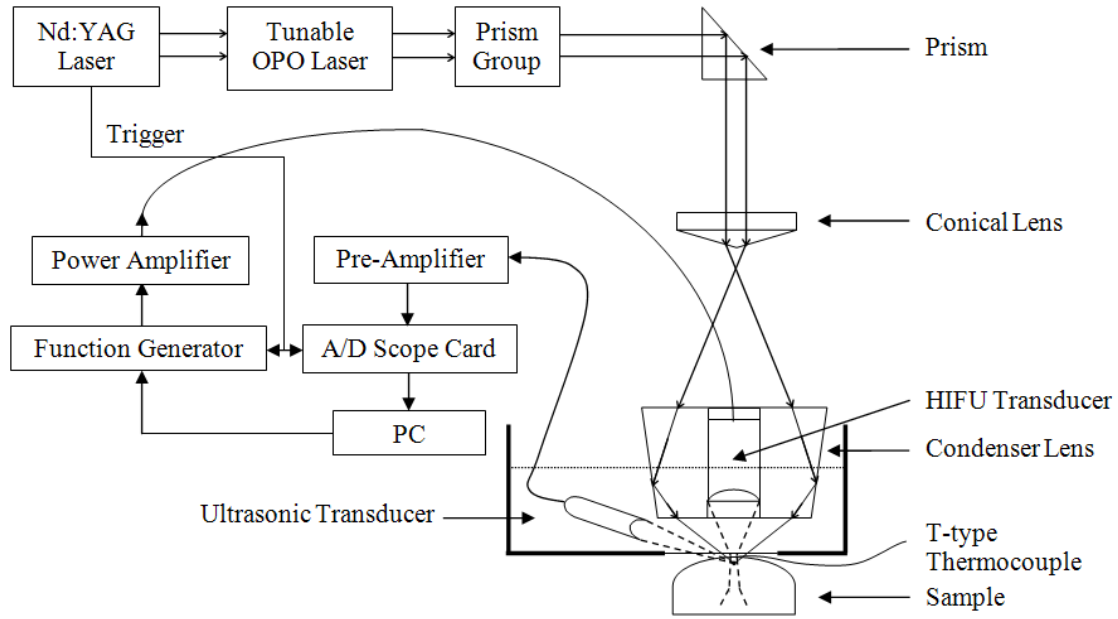 Nd:YAG
Laser
Tunable
OPO Laser
Prism
Group
Prism
Trigger
Conical Lens
Power Amplifier
Pre-Amplifier
Function Generator
A/D Scope Card
PC
HIFU Transducer
Condenser Lens
Ultrasonic Transducer
T-type
Thermocouple
Sample